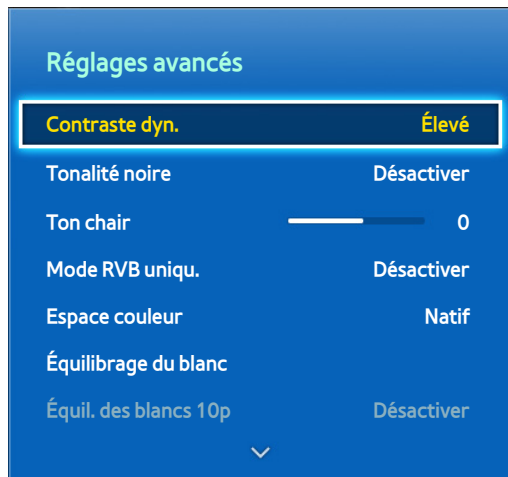 Réglages avancés
Contraste dyn. Élevé
Tonalité noire Désactiver
Ton chair 0
Mode RVB uniqu. Désactiver
Espace couleur Natif
Équilibrage du blanc
Équil. des blancs 10p Désactiver